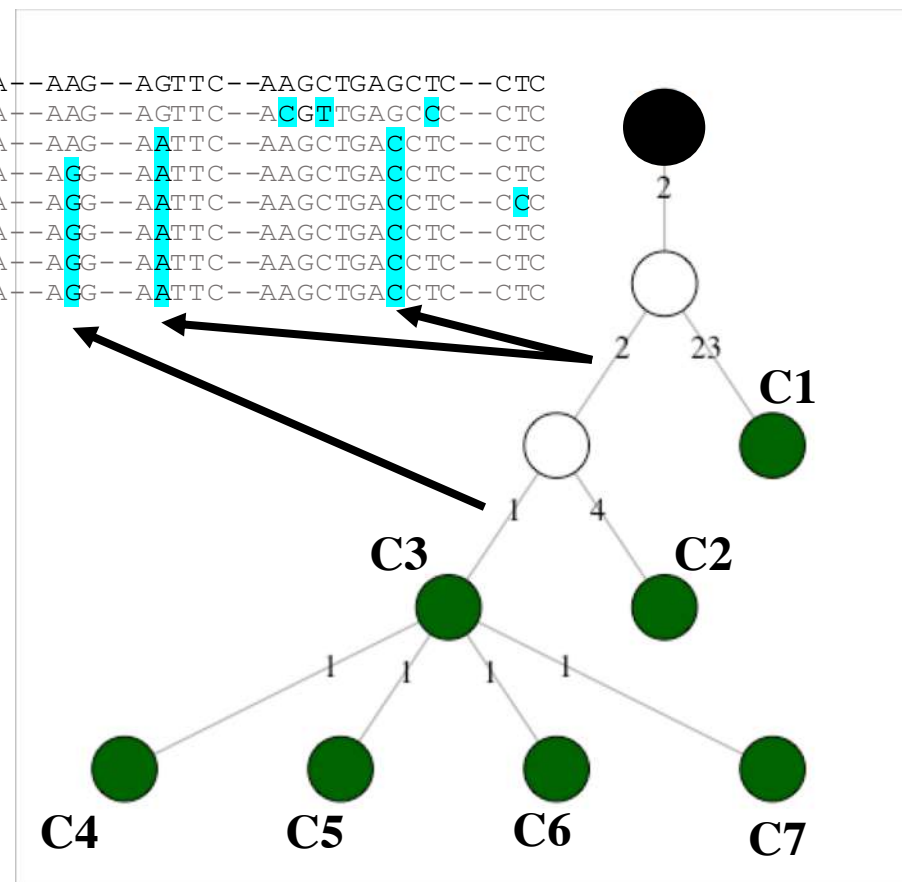 A--AAG--AGTTC--AAGCTGAGCTC--CTC
A--AAG--AGTTC--ACGTTGAGCCC--CTC
A--AAG--AATTC--AAGCTGACCTC--CTC
A--AGG--AATTC--AAGCTGACCTC--CTC
A--AGG--AATTC--AAGCTGACCTC--CCC
A--AGG--AATTC--AAGCTGACCTC--CTC
A--AGG--AATTC--AAGCTGACCTC--CTC
A--AGG--AATTC--AAGCTGACCTC--CTC
2
2
23
C1
1
4
C3
C2
1
1
1
1
C4
C5
C6
C7